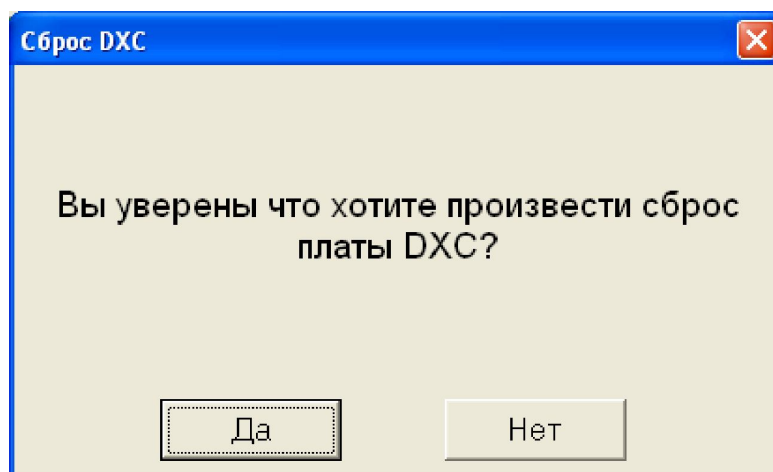 Сброс DXC
Вы уверены что хотите произвести сброс
платы DXC?
Да
Нет